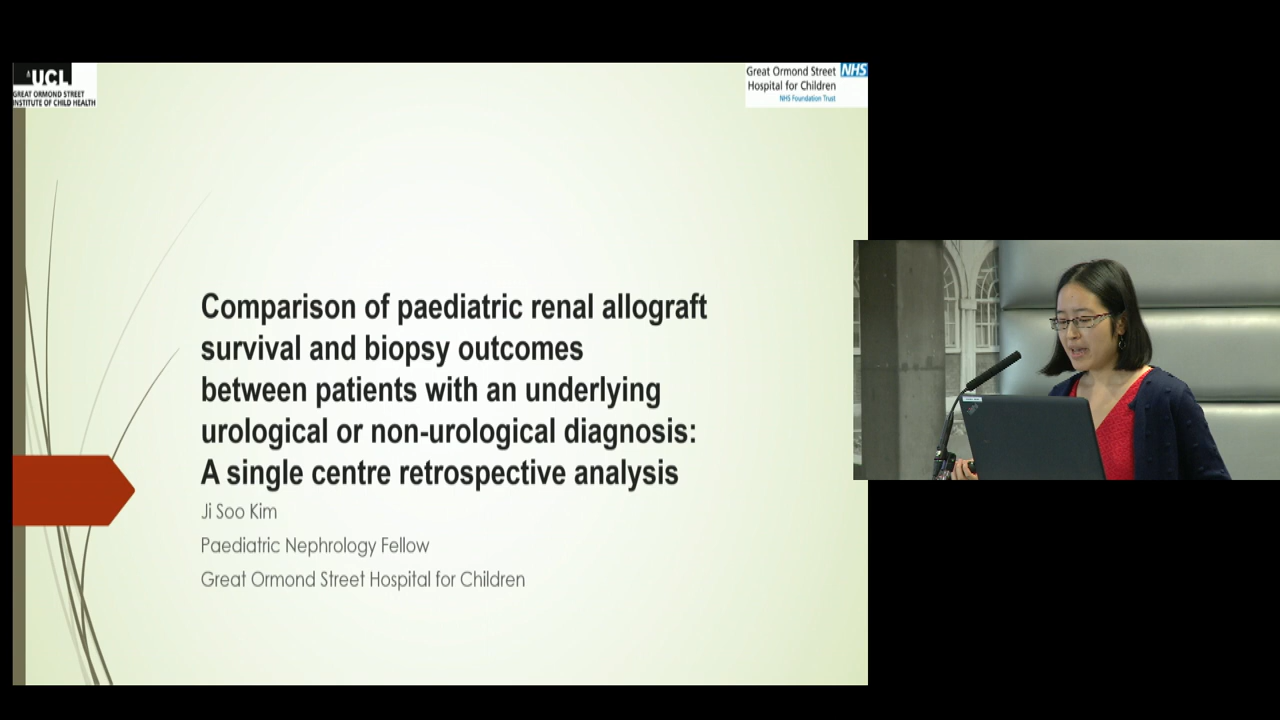 UCL
GREAT ORMOND STREET
INSTITUTE OF CHILD HEALTH
Great Ormond Street NHS
Hospital for Children
NHS Foundation Trust
Comparison of paediatric renal allograft
survival and biopsy outcomes
between patients with an underlying
urological or non-urological diagnosis:
A single centre retrospective analysis
Ji Soo Kim
Paediatric Nephrology Fellow
Great Ormond Street Hospital for Children